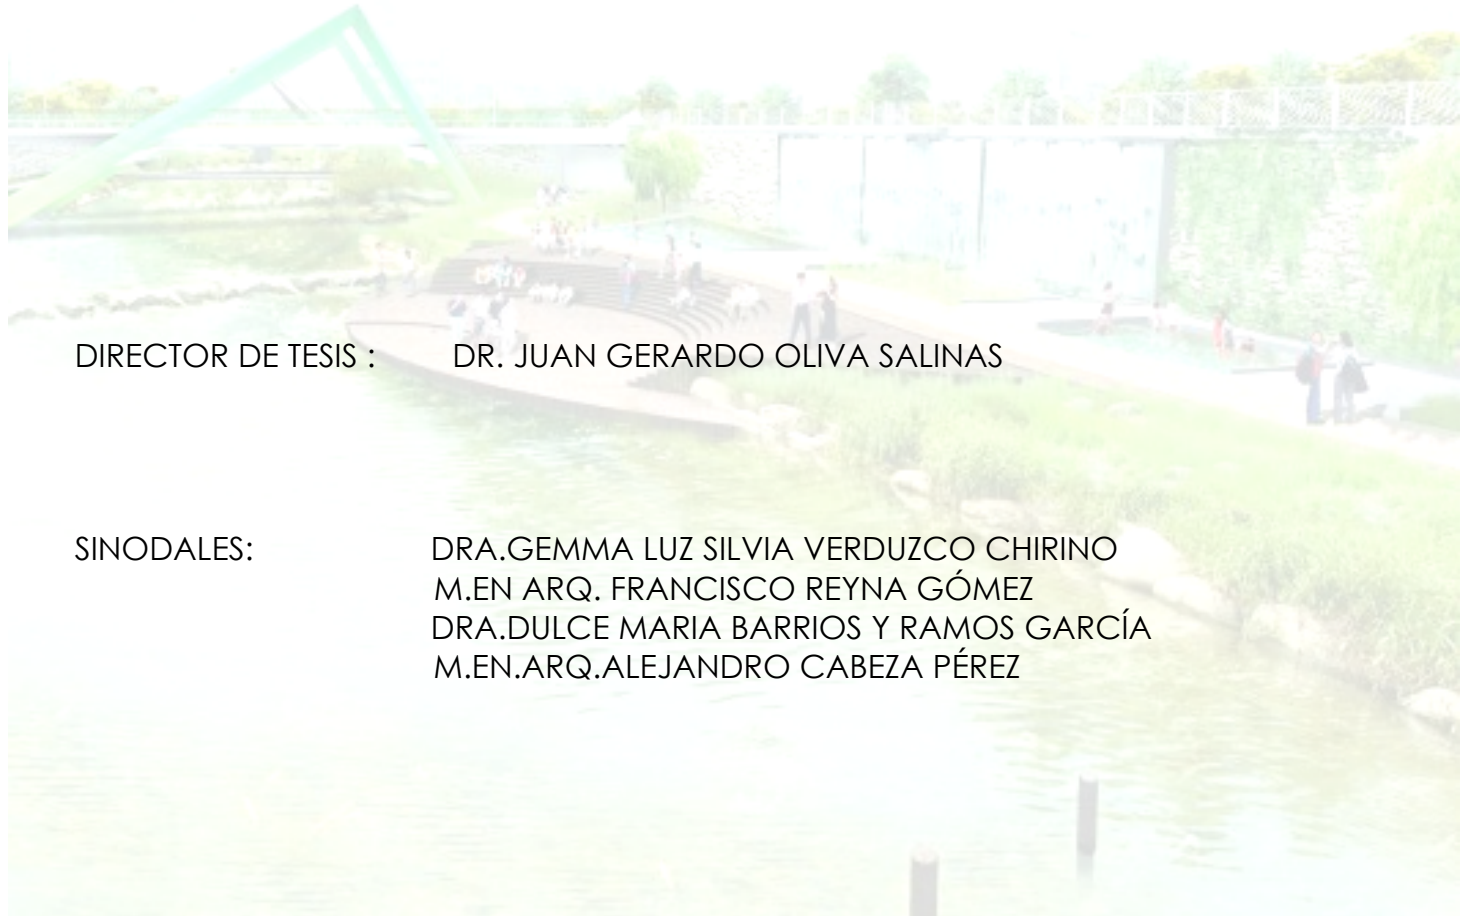 DIRECTOR DE TESIS : DR. JUAN GERARDO OLIVA SALINAS
SINODALES: DRA.GEMMA LUZ SILVIA VERDUZCO CHIRINO
M.EN ARQ. FRANCISCO REYNA GÓMEZ
DRA.DULCE MARIA BARRIOS Y RAMOS GARCÍA
M.EN.ARQ.ALEJANDRO CABEZA PÉREZ